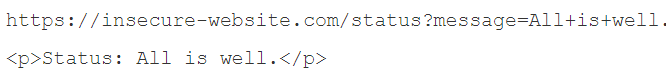 https://insecure-website.com/status?message=All+is+well.
<p>Status: All is well.</p>